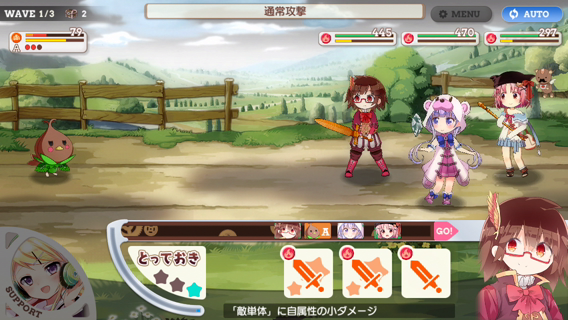 WAVE 1/3 2
通常攻撃
MENU
AUTO
79
A
445
470
297
A
GO!
とっておき
SUPPORT
「敵単体」に自属性の小ダメージ